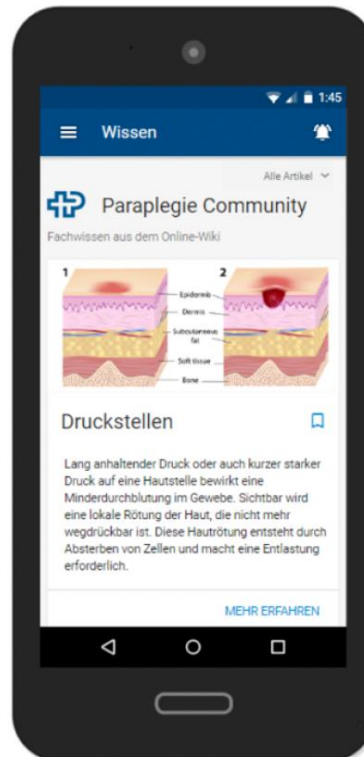 1:45
Wissen
Alle Artikel
Paraplegie Community
Fachwissen aus dem Online-Wiki
1
2
Epidermis
Dermis
Subcutaneous
fat
Soft tissue
Bone
Druckstellen
Lang anhaltender Druck oder auch kurzer starker
Druck auf eine Hautstelle bewirkt eine
Minderdurchblutung im Gewebe. Sichtbar wird
eine lokale Rötung der Haut, die nicht mehr
wegdrückbar ist. Diese Hautrötung entsteht durch
Absterben von Zellen und macht eine Entlastung
erforderlich.
MEHR ERFAHREN